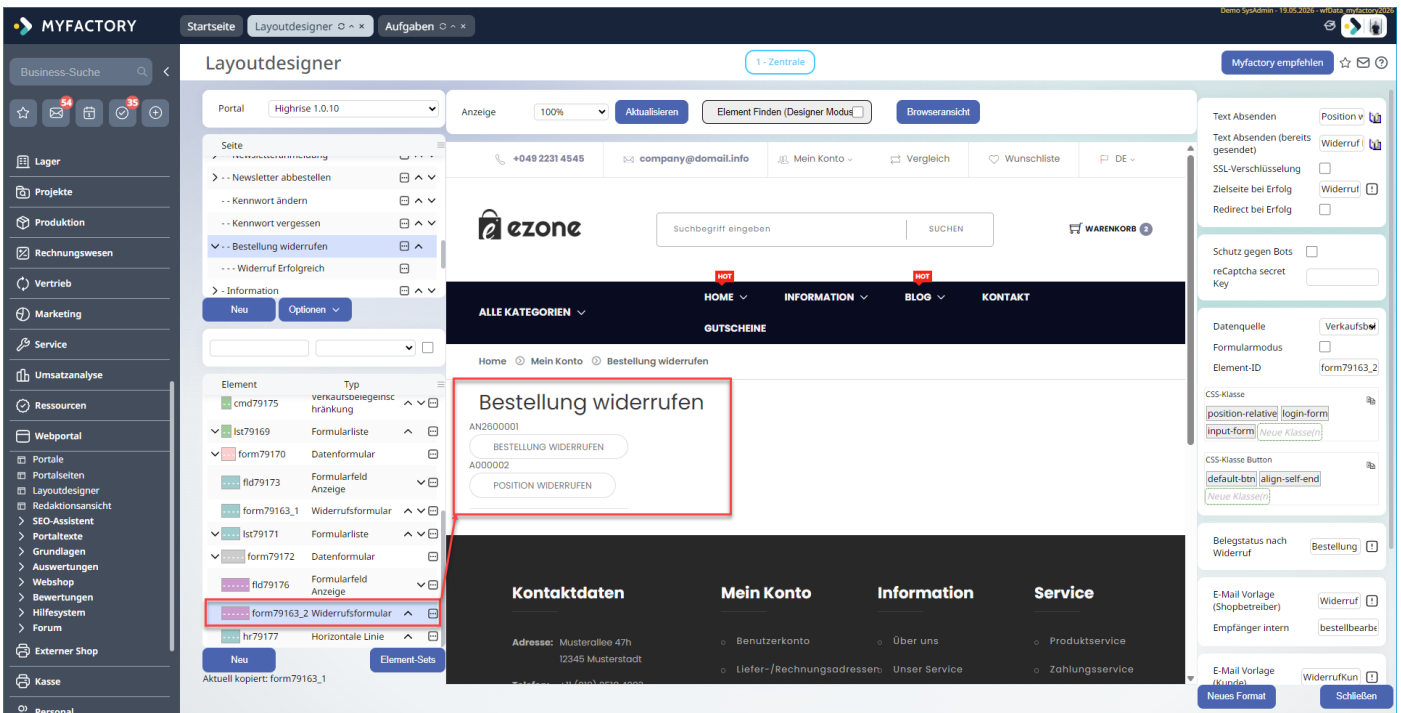 Demo SysAdmin - 19.05.2026 - wfData_myfactory2026
MYFACTORY
Startseite
Layoutdesigner
Aufgaben
Business-Suche
54
35
Lager
Projekte
Produktion
Rechnungswesen
Vertrieb
Marketing
Service
Umsatzanalyse
Ressourcen
Webportal
Portale
Portalseiten
Layoutdesigner
Redaktionsansicht
SEO-Assistent
Portaltexte
Grundlagen
Auswertungen
Webshop
Bewertungen
Hilfesystem
Forum
Externer Shop
Kasse
Personal
Layoutdesigner
1 - Zentrale
Myfactory empfehlen
Portal
Highrise 1.0.10
Seite
- - Newsletter abbestellen
- - Kennwort ändern
- - Kennwort vergessen
- - Bestellung widerrufen
- - - Widerruf Erfolgreich
- Information
Neu
Optionen
Element Typ
cmd79175 Verkaufsbelegeinsc
hränkung
lst79169 Formularliste
form79170 Datenformular
fld79173 Formularfeld
Anzeige
form79163_1 Widerrufsformular
lst79171 Formularliste
form79172 Datenformular
fld79176 Formularfeld
Anzeige
form79163_2 Widerrufsformular
hr79177 Horizontale Linie
Neu
Element-Sets
Aktuell kopiert: form79163_1
Anzeige
100%
Aktualisieren
Element Finden (Designer Modus
Browseransicht
+049 2231 4545
company@domail.info
Mein Konto
Vergleich
Wunschliste
DE
ezone
Suchbegriff eingeben
SUCHEN
WARENKORB 2
ALLE KATEGORIEN
HOT
HOME
INFORMATION
HOT
BLOG
KONTAKT
GUTSCHEINE
Home
Mein Konto
Bestellung widerrufen
Bestellung widerrufen
AN2600001
BESTELLUNG WIDERRUFEN
A000002
POSITION WIDERRUFEN
Kontaktdaten
Adresse: Musterallee 47h
12345 Musterstadt
Mein Konto
Benutzerkonto
Liefer-/Rechnungsadressen
Information
Über uns
Unser Service
Service
Produktservice
Zahlungsservice
Text Absenden
Position w
Text Absenden (bereits
gesendet)
Widerruf
SSL-Verschlüsselung
Zielseite bei Erfolg
Widerruf
Redirect bei Erfolg
Schutz gegen Bots
reCaptcha secret
Key
Datenquelle
Verkaufsbel
Formularmodus
Element-ID
form79163_2
CSS-Klasse
position-relative login-form
input-form Neue Klasse(n
CSS-Klasse Button
default-btn align-self-end
Neue Klasse(n)
Belegstatus nach
Widerruf
Bestellung
E-Mail Vorlage
(Shopbetreiber)
Widerruf
Empfänger intern
bestellbearbe
E-Mail Vorlage
(Kunde)
WiderrufKun
Neues Format
Schließen